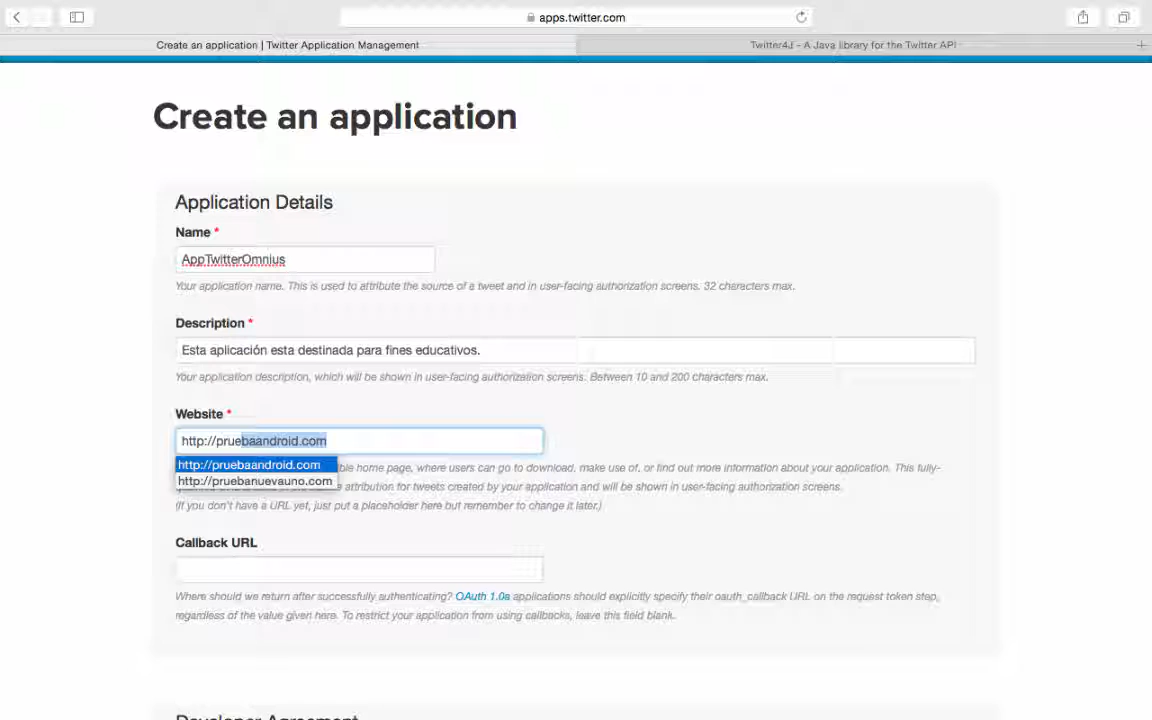 apps.twitter.com
Create an application | Twitter Application Management
Twitter4J - A Java library for the Twitter API
Create an application
Application Details
Name *
AppTwitterOmnius
Your application name. This is used to attribute the source of a tweet and in user-facing authorization screens. 32 characters max.
Description *
Esta aplicación esta destinada para fines educativos.
Your application description, which will be shown in user-facing authorization screens. Between 10 and 200 characters max.
Website *
http://pruebaandroid.com
http://pruebaandroid.com
home page, where users can go to download, make use of, or find out more information about your application. This fully-
http://pruebanuevauno.com
attribution for tweets created by your application and will be shown in user-facing authorization screens.
(If you don't have a URL yet, just put a placeholder here but remember to change it later.)
Callback URL
Where should we return after successfully authenticating? OAuth 1.0a applications should explicitly specify their oauth_callback URL on the request token step,
regardless of the value given here. To restrict your application from using callbacks, leave this field blank.
Developer Agreement